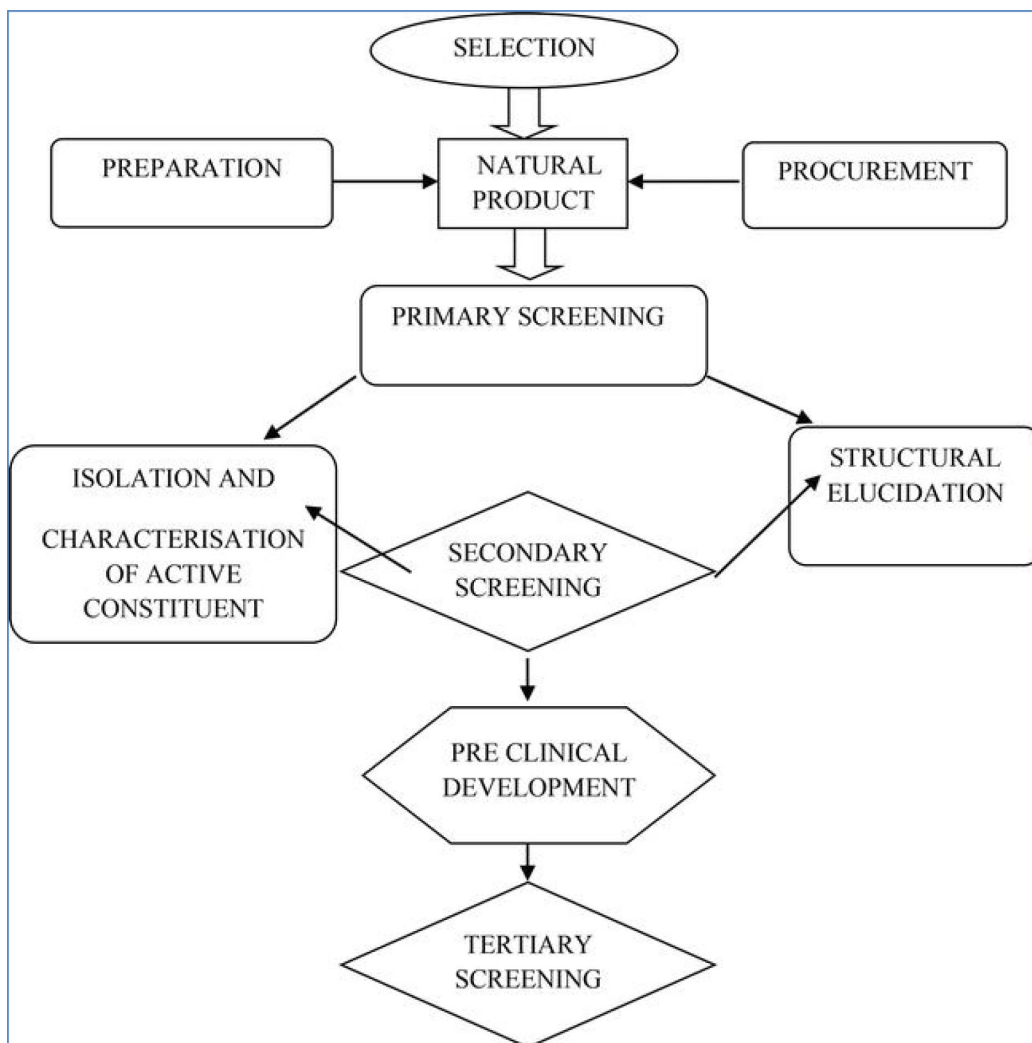 SELECTION
PREPARATION
NATURAL
PRODUCT
PROCUREMENT
PRIMARY SCREENING
ISOLATION AND
CHARACTERISATION
OF ACTIVE
CONSTITUENT
STRUCTURAL
ELUCIDATION
SECONDARY
SCREENING
PRE CLINICAL
DEVELOPMENT
TERTIARY
SCREENING